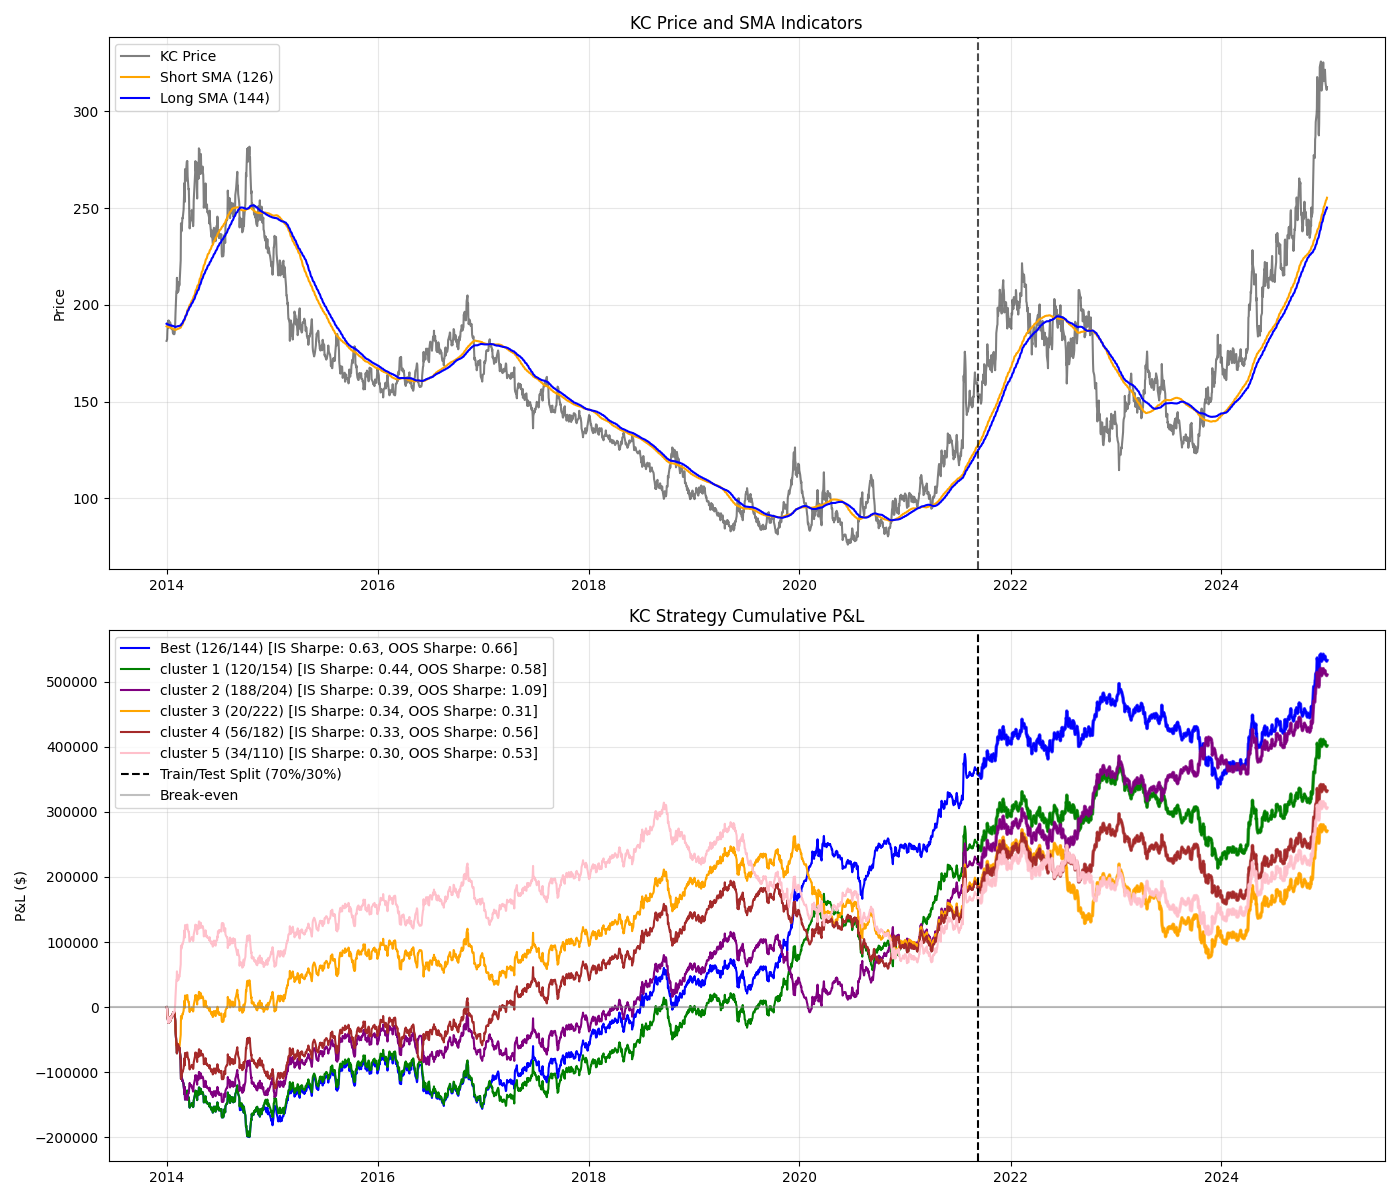 KC Price and SMA Indicators
KC Price
Short SMA (126)
Long SMA (144)
Price
300
250
200
150
100
2014
2016
2018
2020
2022
2024
KC Strategy Cumulative P&L
Best (126/144) [IS Sharpe: 0.63, OOS Sharpe: 0.66]
cluster 1 (120/154) [IS Sharpe: 0.44, OOS Sharpe: 0.58]
cluster 2 (188/204) [IS Sharpe: 0.39, OOS Sharpe: 1.09]
cluster 3 (20/222) [IS Sharpe: 0.34, OOS Sharpe: 0.31]
cluster 4 (56/182) [IS Sharpe: 0.33, OOS Sharpe: 0.56]
cluster 5 (34/110) [IS Sharpe: 0.30, OOS Sharpe: 0.53]
Train/Test Split (70%/30%)
Break-even
P&L ($)
500000
400000
300000
200000
100000
0
−100000
−200000
2014
2016
2018
2020
2022
2024